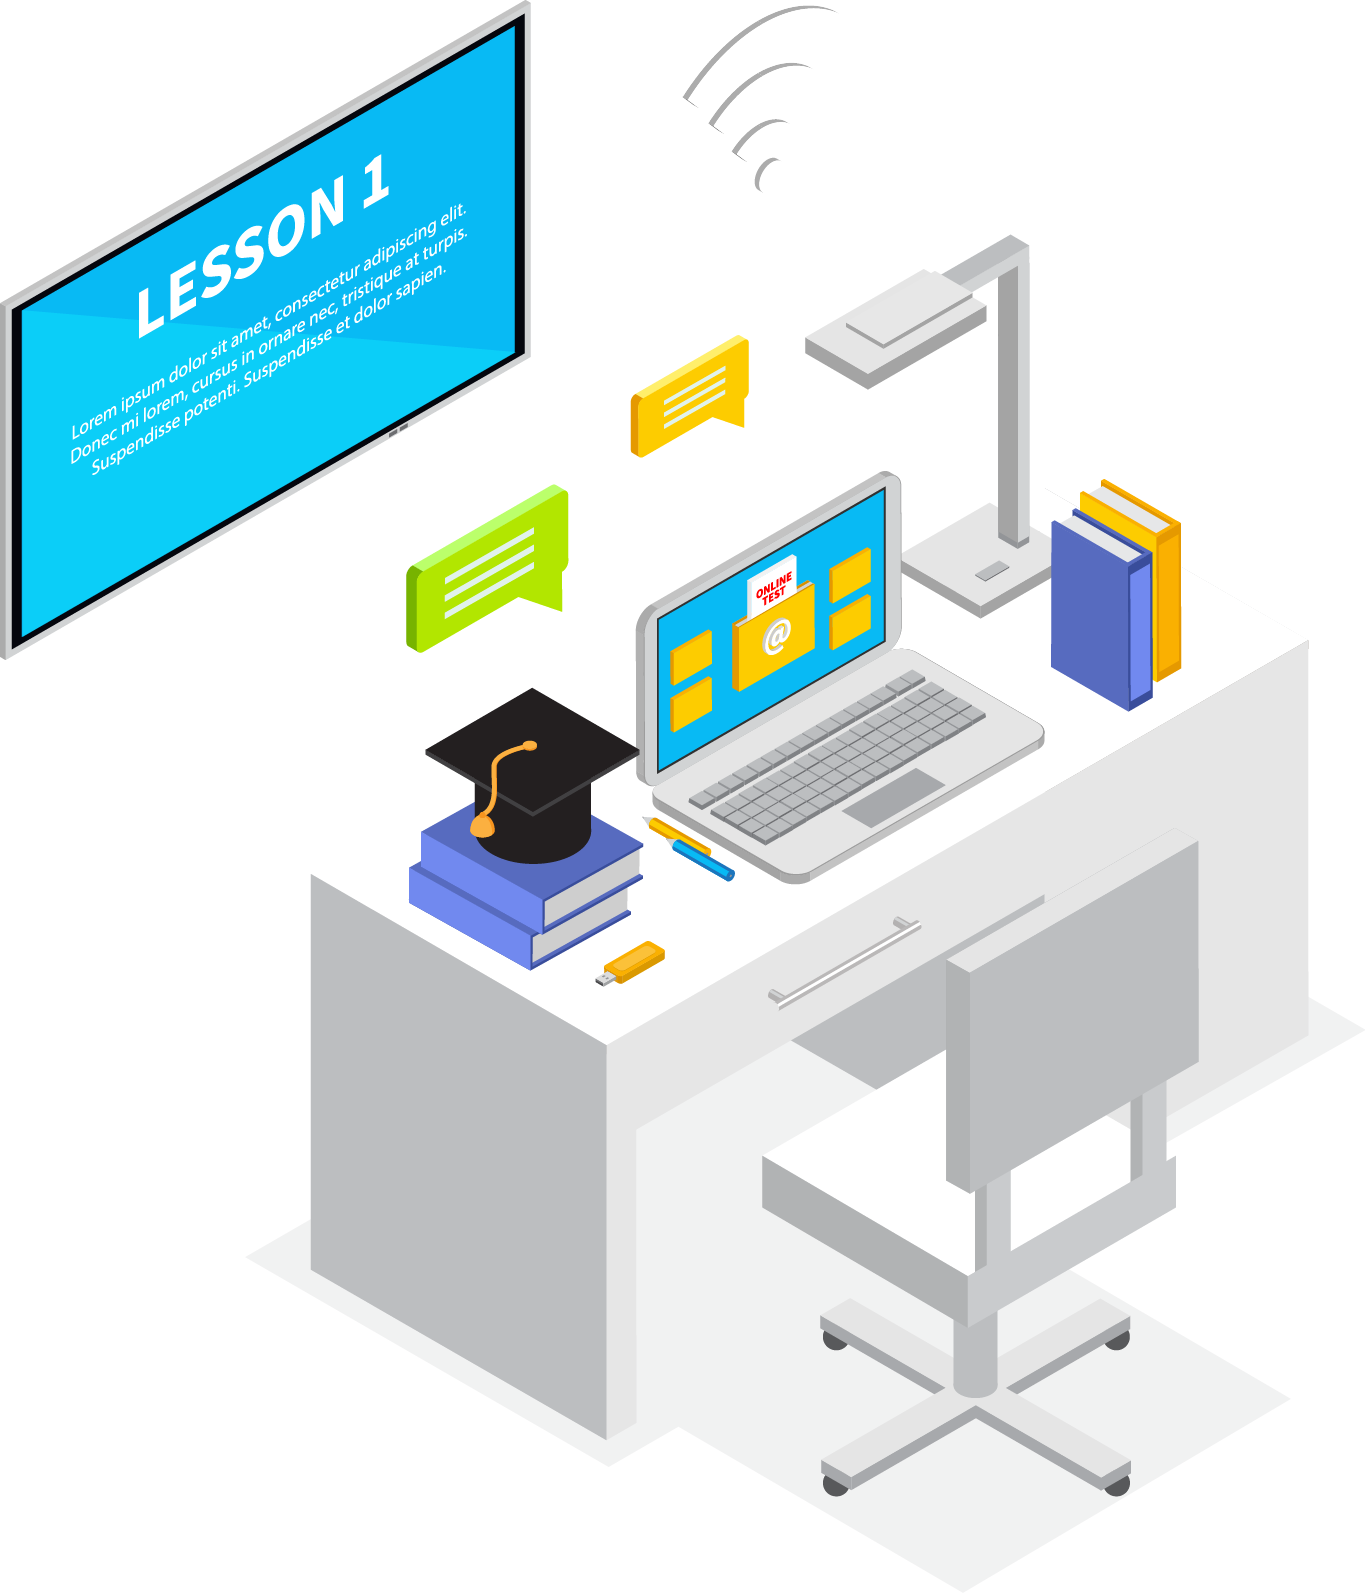 LESSON 1
Lorem ipsum dolor sit amet, consectetur adipiscing elit.
Donec mi lorem, cursus in ornare nec, tristique at turpis.
Suspendisse potenti. Suspendisse et dolor sapien.
ONLINE
TEST
@